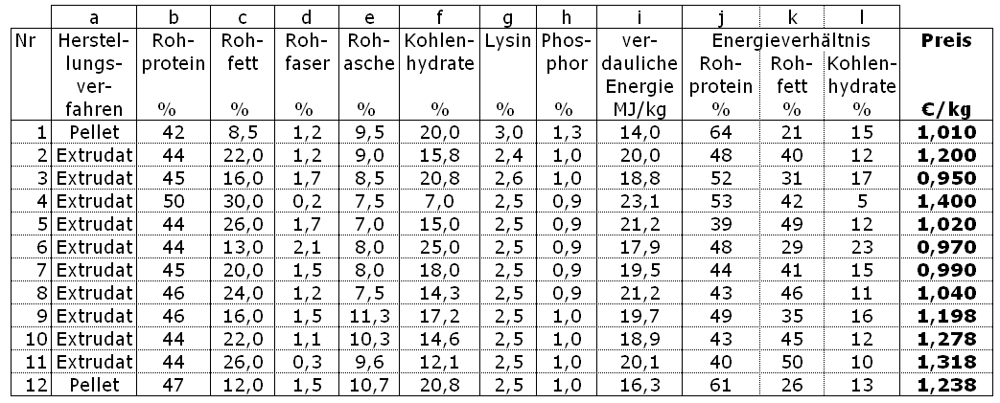 a b c d e f g h i j k l
Nr Herstel- Roh- Roh- Roh- Roh- Kohlen- Lysin Phos- ver- Energieverhältnis Preis
lungs- protein fett faser asche hydrate phor dauliche Roh- Roh- Kohlen-
ver- Energie protein fett hydrate
fahren % % % % % % % MJ/kg % % % €/kg
1 Pellet 42 8,5 1,2 9,5 20,0 3,0 1,3 14,0 64 21 15 1,010
2 Extrudat 44 22,0 1,2 9,0 15,8 2,4 1,0 20,0 48 40 12 1,200
3 Extrudat 45 16,0 1,7 8,5 20,8 2,6 1,0 18,8 52 31 17 0,950
4 Extrudat 50 30,0 0,2 7,5 7,0 2,5 0,9 23,1 53 42 5 1,400
5 Extrudat 44 26,0 1,7 7,0 15,0 2,5 0,9 21,2 39 49 12 1,020
6 Extrudat 44 13,0 2,1 8,0 25,0 2,5 0,9 17,9 48 29 23 0,970
7 Extrudat 45 20,0 1,5 8,0 18,0 2,5 0,9 19,5 44 41 15 0,990
8 Extrudat 46 24,0 1,2 7,5 14,3 2,5 0,9 21,2 43 46 11 1,040
9 Extrudat 46 16,0 1,5 11,3 17,2 2,5 1,0 19,7 49 35 16 1,198
10 Extrudat 44 22,0 1,1 10,3 14,6 2,5 1,0 18,9 43 45 12 1,278
11 Extrudat 44 26,0 0,3 9,6 12,1 2,5 1,0 20,1 40 50 10 1,318
12 Pellet 47 12,0 1,5 10,7 20,8 2,5 1,0 16,3 61 26 13 1,238